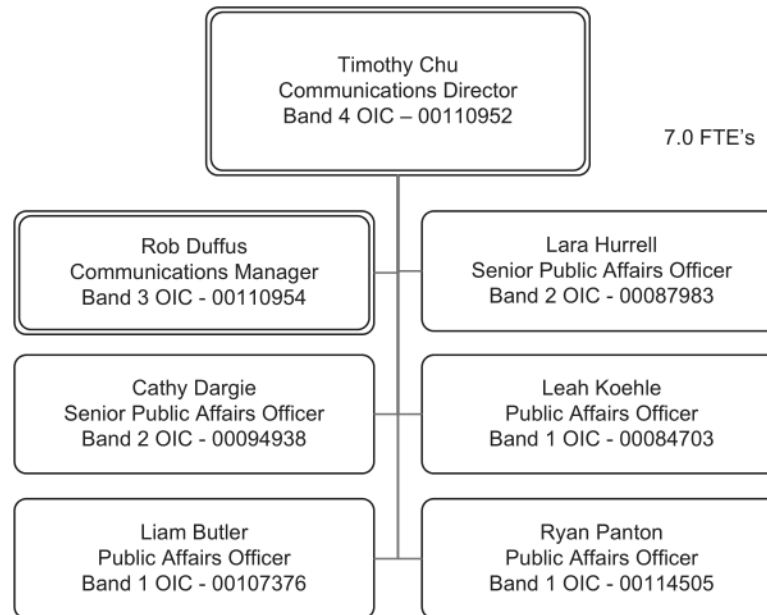 Timothy Chu
Communications Director
Band 4 OIC – 00110952
7.0 FTE's
Rob Duffus
Communications Manager
Band 3 OIC - 00110954
Lara Hurrell
Senior Public Affairs Officer
Band 2 OIC - 00087983
Cathy Dargie
Senior Public Affairs Officer
Band 2 OIC - 00094938
Leah Koehle
Public Affairs Officer
Band 1 OIC - 00084703
Liam Butler
Public Affairs Officer
Band 1 OIC - 00107376
Ryan Panton
Public Affairs Officer
Band 1 OIC - 00114505